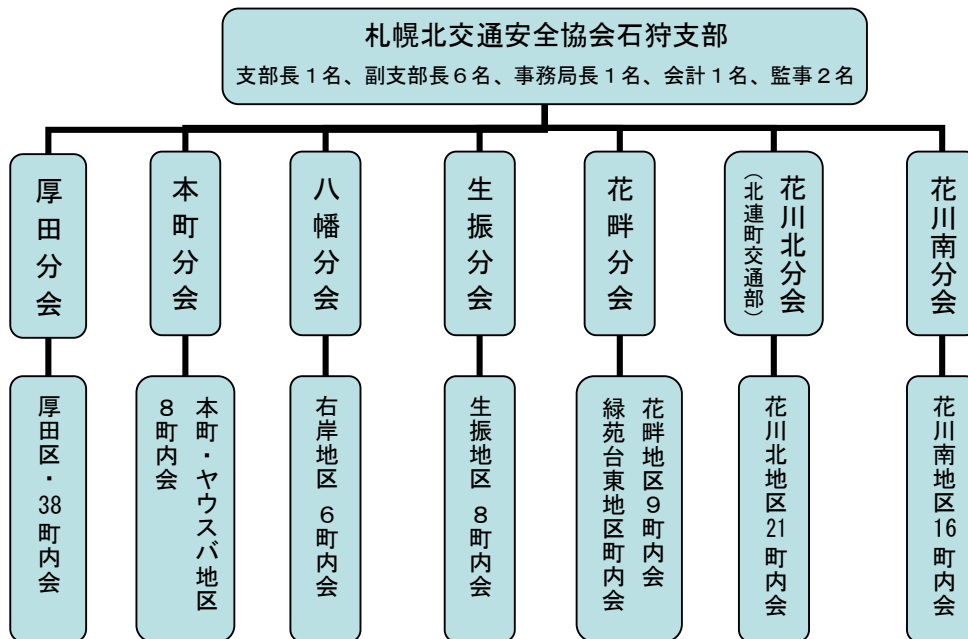 札幌北交通安全協会石狩支部
支部長１名、副支部長６名、事務局長１名、会計１名、監事２名
厚田分会
本町分会
八幡分会
生振分会
花畔分会
花川北分会
（北連町交通部）
花川南分会
厚田区・38町内会
本町・ヤウスバ地区
８町内会
右岸地区　６町内会
生振地区　８町内会
花畔地区９町内会
緑苑台東地区町内会
花川北地区21町内会
花川南地区16町内会